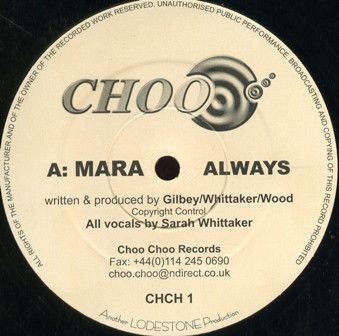 ALL RIGHTS OF THE MANUFACTURER AND OF THE OWNER OF THE RECORDED WORK RESERVED. UNAUTHORISED PUBLIC PERFORMANCE, BROADCASTING AND COPYING OF THIS RECORD PROHIBITED
CHOO
A: MARA ALWAYS
written & produced by Gilbey/Whittaker/Wood
Copyright Control
All vocals by Sarah Whittaker
Choo Choo Records
Fax: +44(0)114 245 0690
choo.choo@ndirect.co.uk
CHCH 1
Another LODESTONE Production